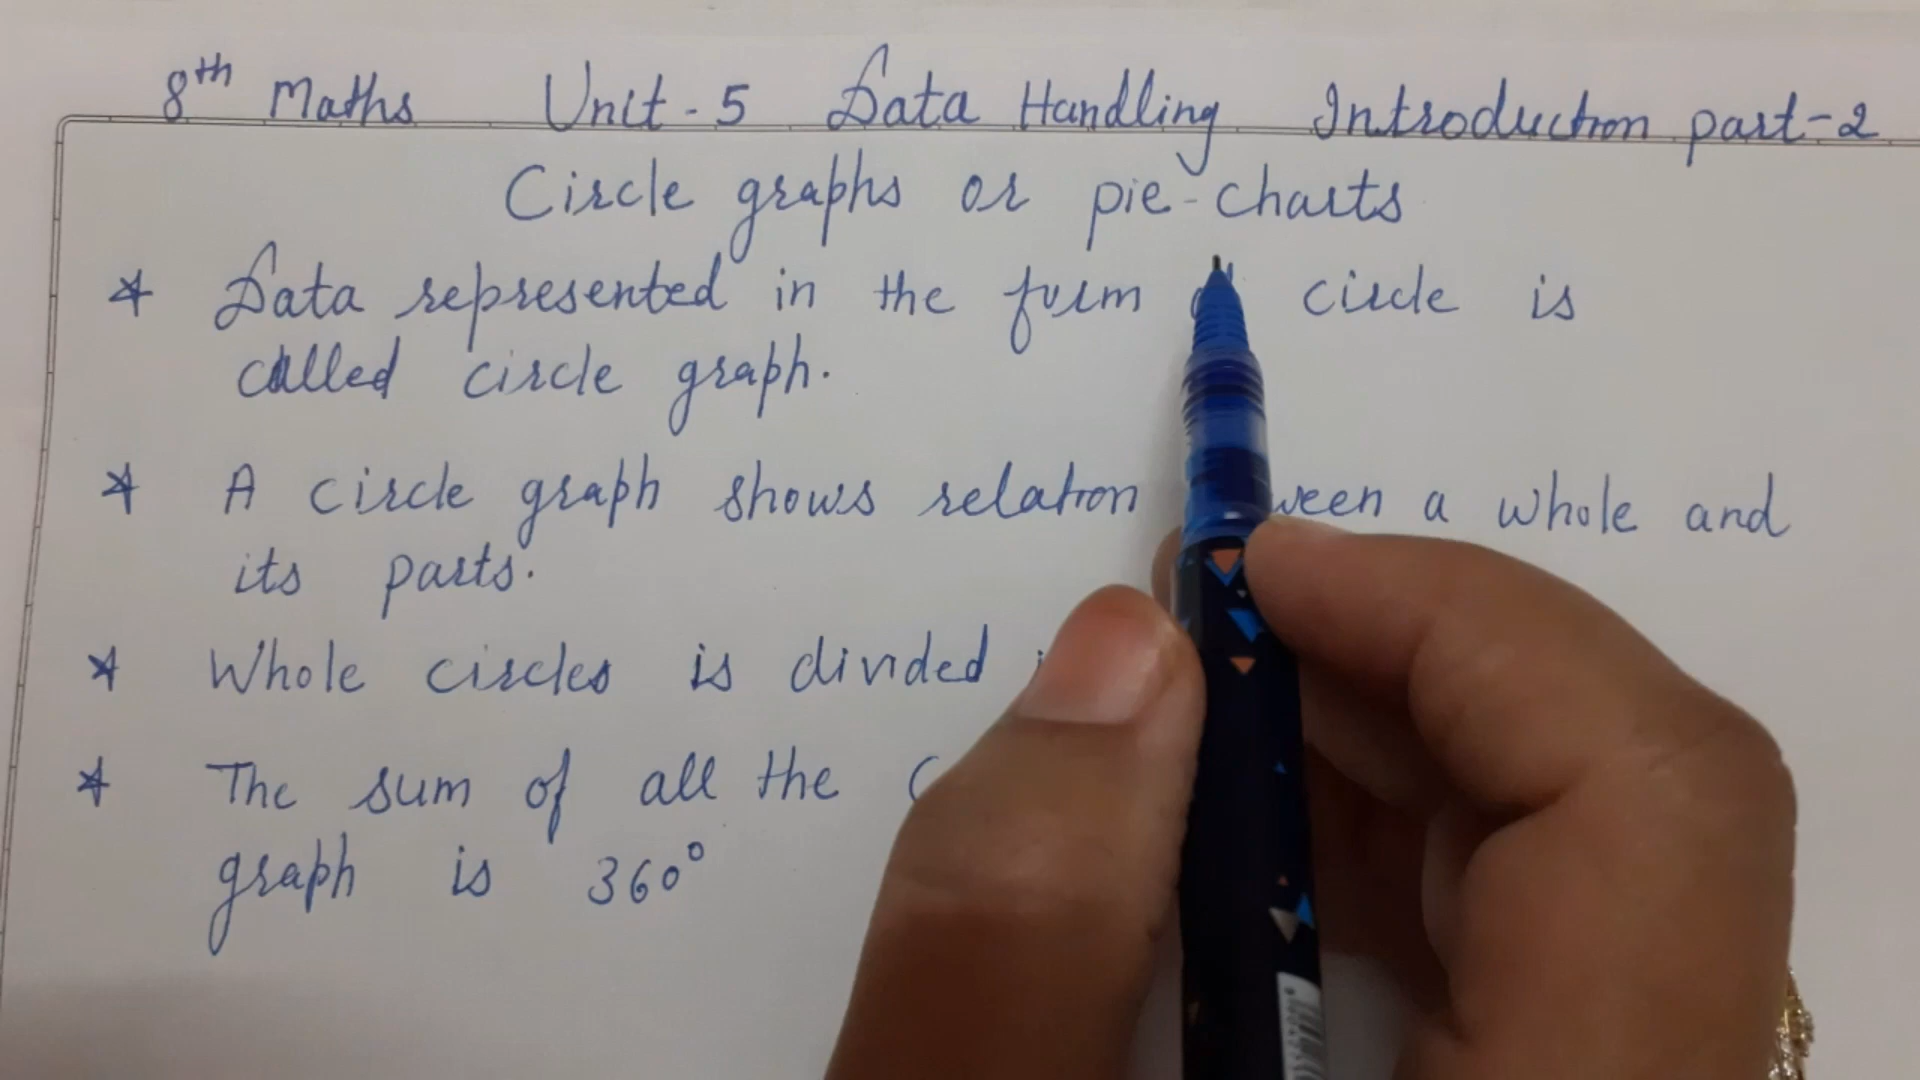 8th Maths Unit-5 Data Handling Introduction part-2
Circle graphs or pie-charts
* Data represented in the form circle is
called circle graph.
* A circle graph shows relation ween a whole and
its parts.
* Whole circles is divided
* The sum of all the
graph is 360°